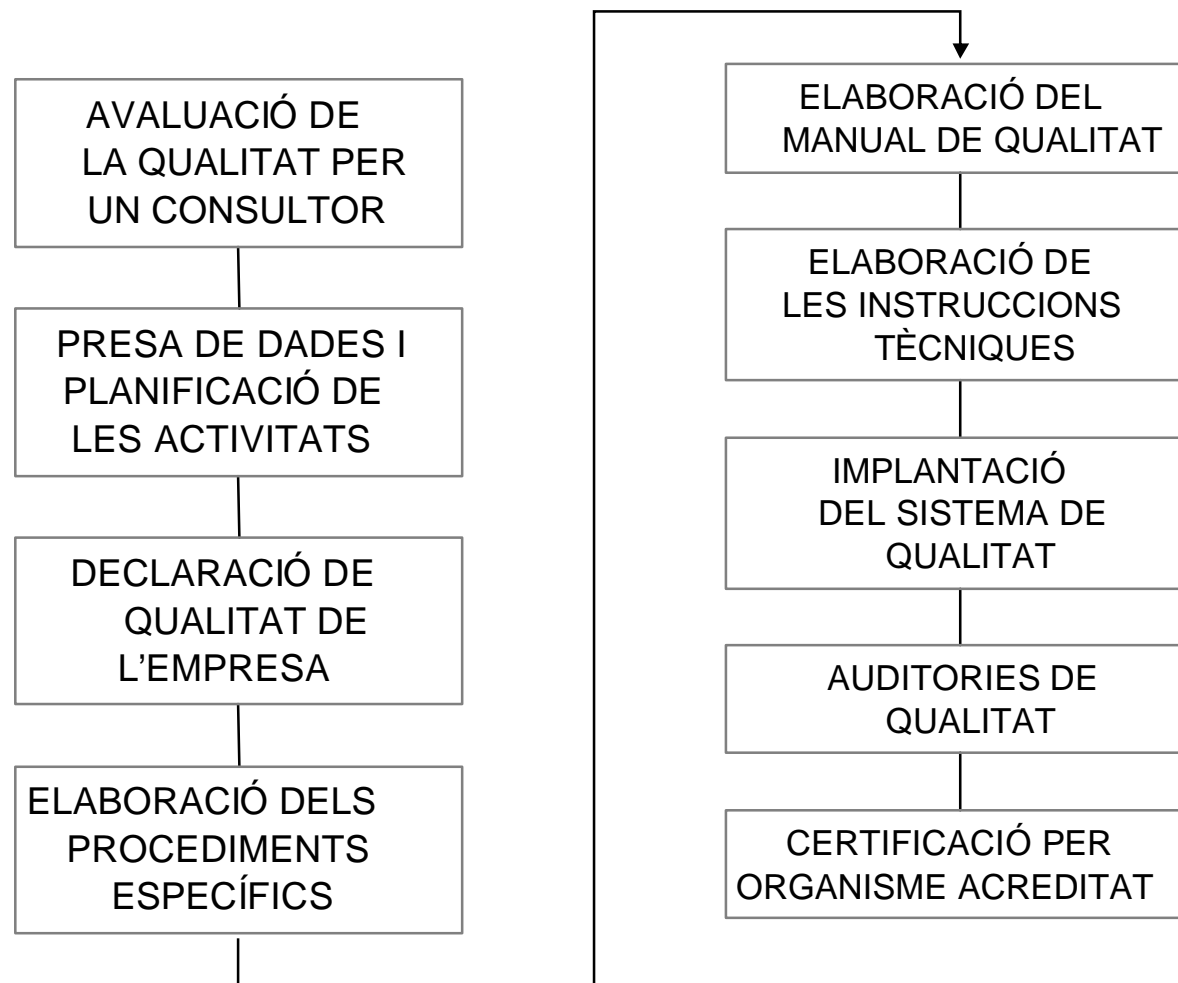 AVALUACIÓ DE
LA QUALITAT PER
UN CONSULTOR
PRESA DE DADES I
PLANIFICACIÓ DE
LES ACTIVITATS
DECLARACIÓ DE
QUALITAT DE
L’EMPRESA
ELABORACIÓ DELS
PROCEDIMENTS
ESPECÍFICS
ELABORACIÓ DEL
MANUAL DE QUALITAT
ELABORACIÓ DE
LES INSTRUCCIONS
TÈCNIQUES
IMPLANTACIÓ
DEL SISTEMA DE
QUALITAT
AUDITORIES DE
QUALITAT
CERTIFICACIÓ PER
ORGANISME ACREDITAT